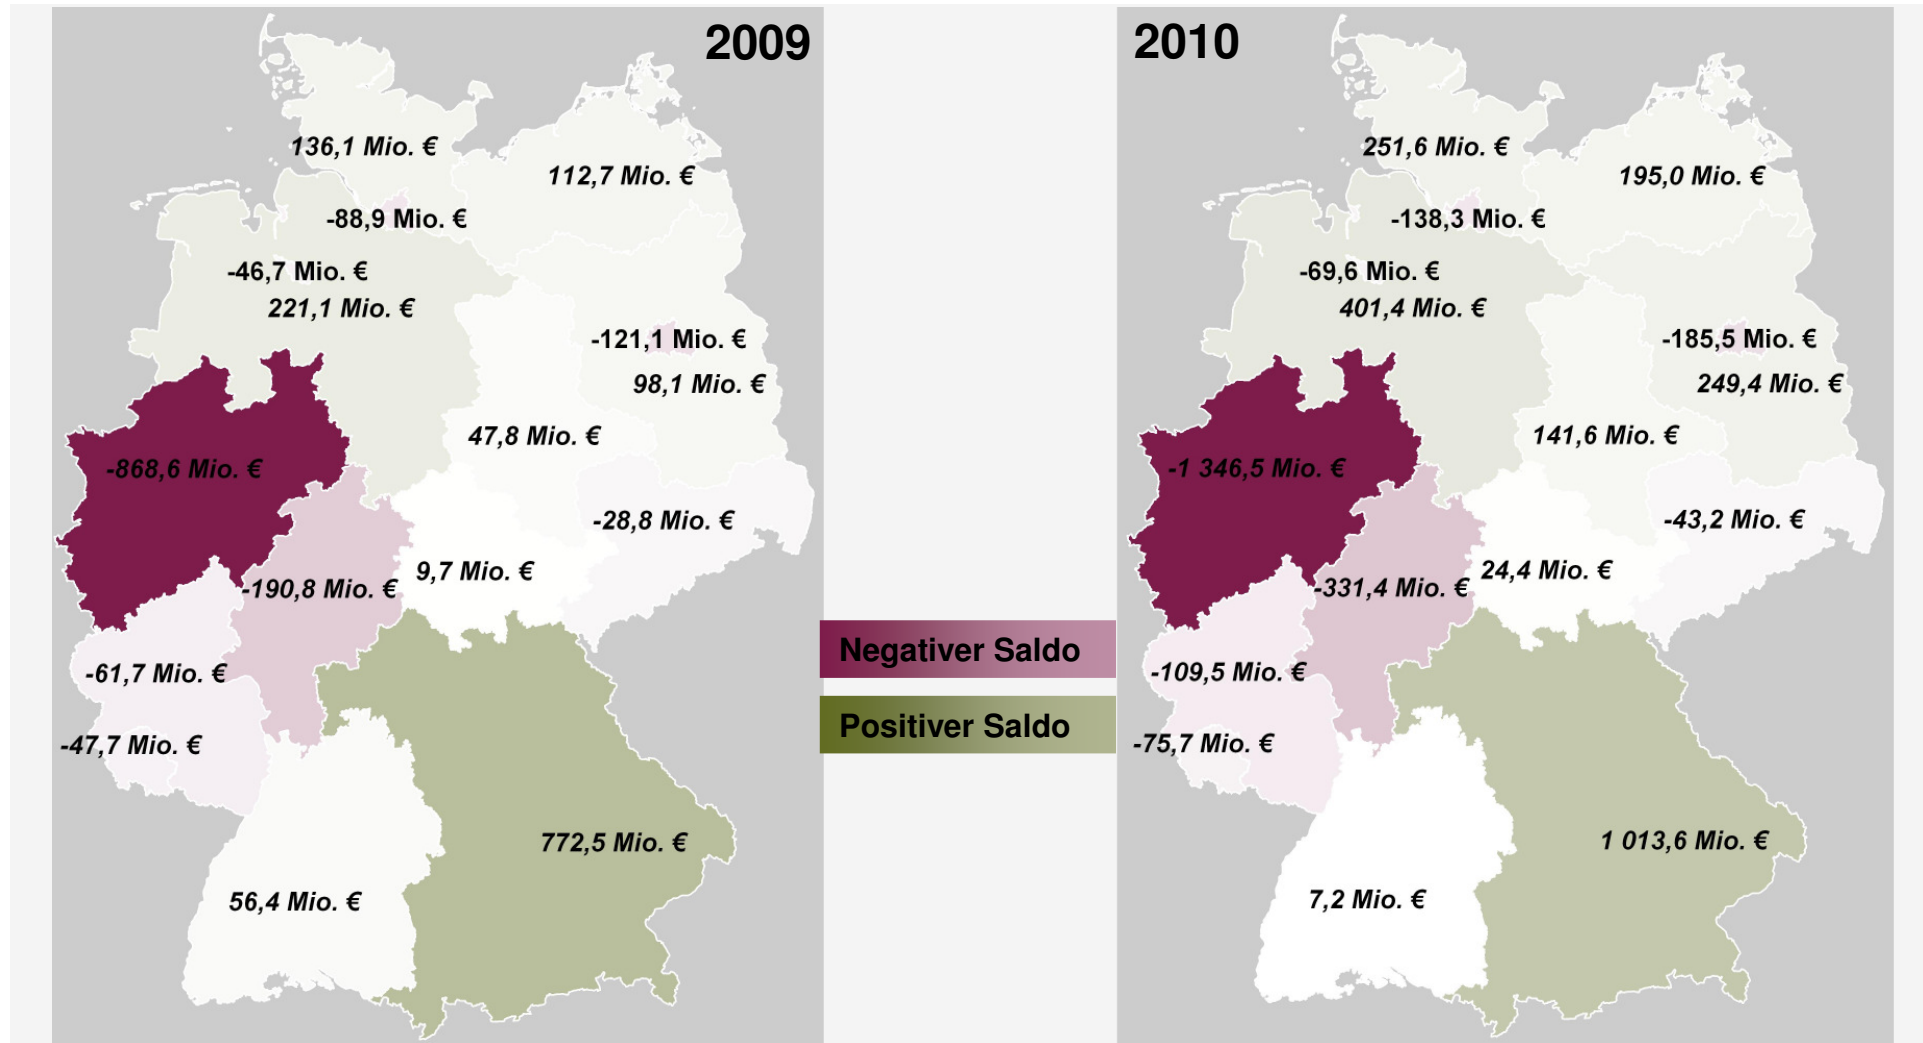 2009
136,1 Mio. €
112,7 Mio. €
-88,9 Mio. €
-46,7 Mio. €
221,1 Mio. €
-121,1 Mio. €
98,1 Mio. €
47,8 Mio. €
-868,6 Mio. €
-28,8 Mio. €
9,7 Mio. €
-190,8 Mio. €
-61,7 Mio. €
-47,7 Mio. €
772,5 Mio. €
56,4 Mio. €
Negativer Saldo
Positiver Saldo
2010
251,6 Mio. €
195,0 Mio. €
-138,3 Mio. €
-69,6 Mio. €
401,4 Mio. €
-185,5 Mio. €
249,4 Mio. €
141,6 Mio. €
-1 346,5 Mio. €
-43,2 Mio. €
24,4 Mio. €
-331,4 Mio. €
-109,5 Mio. €
-75,7 Mio. €
1 013,6 Mio. €
7,2 Mio. €